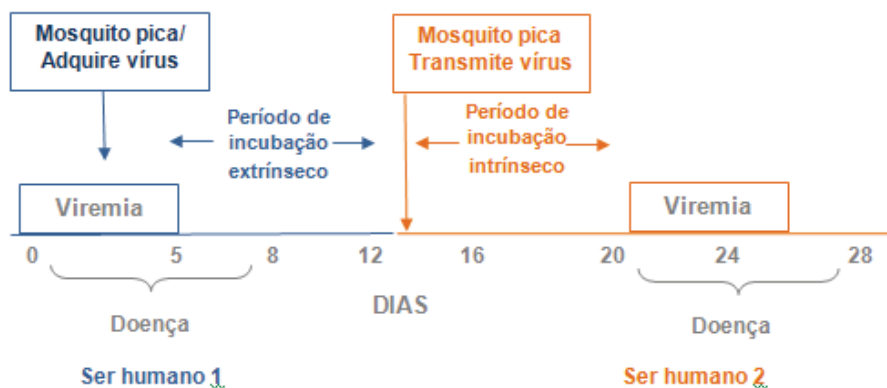 Mosquito pica/
Adquire vírus
Mosquito pica
Transmite vírus
Período de
incubação
extrínseco
Período de
incubação
intrínseco
Viremia
Viremia
0 5 8 12 16 20 24 28
DIAS
Doença
Doença
Ser humano 1
Ser humano 2